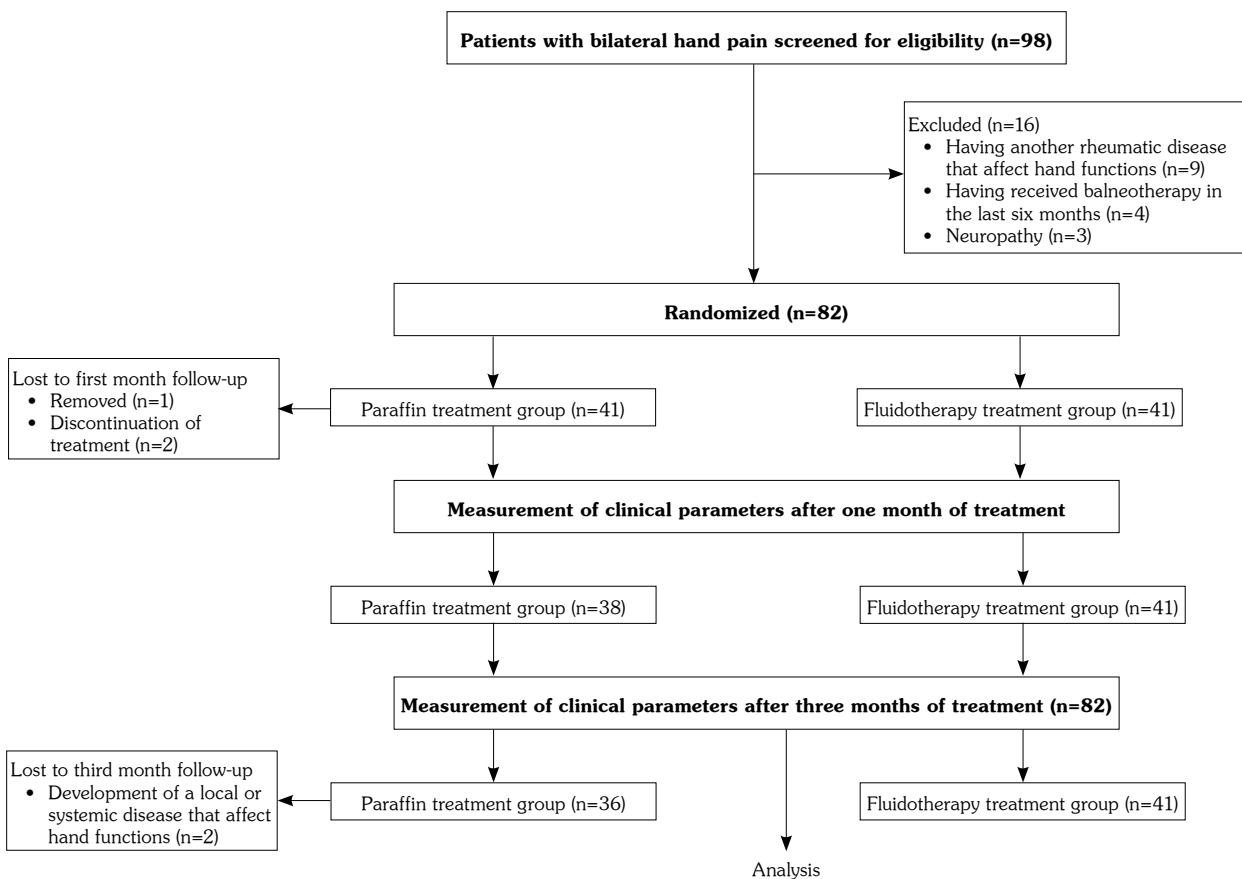 Patients with bilateral hand pain screened for eligibility (n=98)
Excluded (n=16)
• Having another rheumatic disease
that affect hand functions (n=9)
• Having received balneotherapy in
the last six months (n=4)
• Neuropathy (n=3)
Randomized (n=82)
Lost to first month follow-up
• Removed (n=1)
• Discontinuation of
treatment (n=2)
Paraffin treatment group (n=41)
Fluidotherapy treatment group (n=41)
Measurement of clinical parameters after one month of treatment
Paraffin treatment group (n=38)
Fluidotherapy treatment group (n=41)
Measurement of clinical parameters after three months of treatment (n=82)
Lost to third month follow-up
• Development of a local or
systemic disease that affect
hand functions (n=2)
Paraffin treatment group (n=36)
Fluidotherapy treatment group (n=41)
Analysis